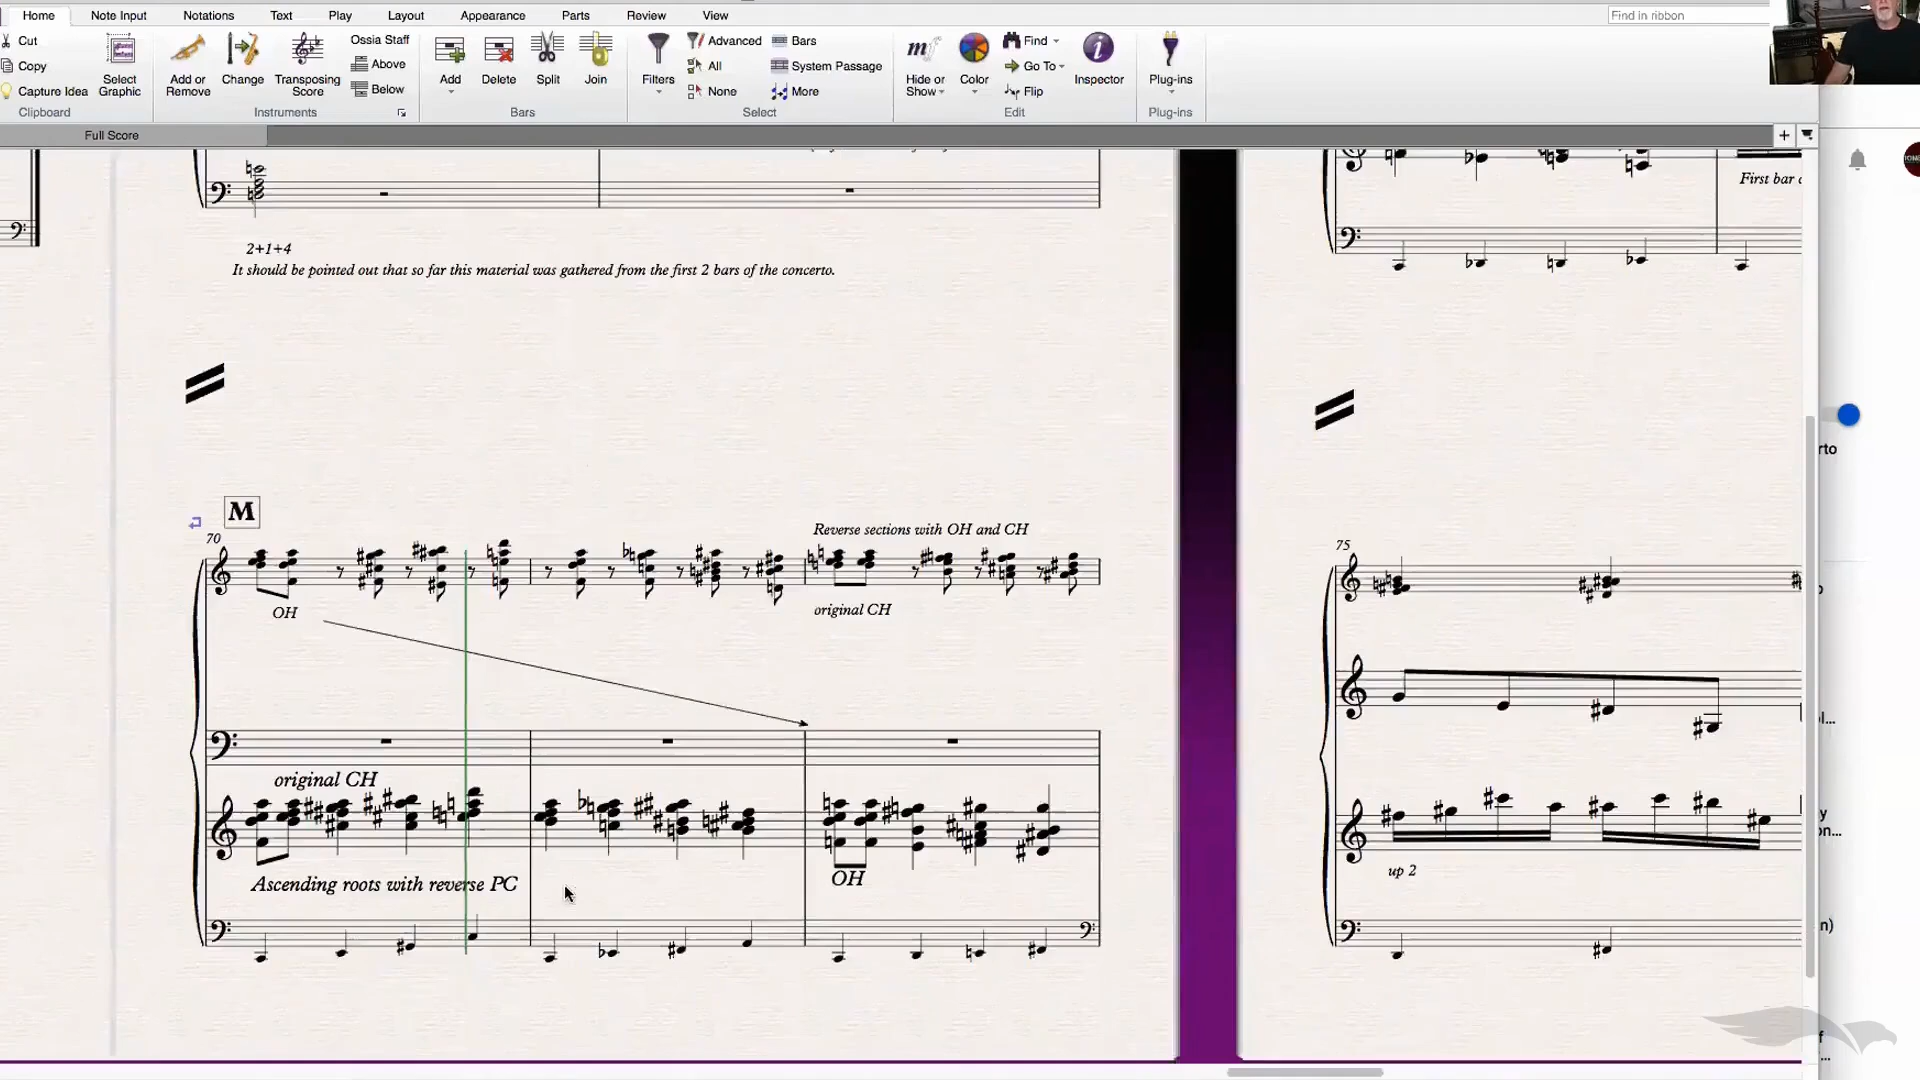 Home Note Input Notations Text Play Layout Appearance Parts Review View Find in ribbon
Cut Copy Capture Idea Select Graphic
Clipboard
Add or Remove Change Transposing Score Ossia Staff Above Below
Instruments
Add Delete Split Join
Bars
Filters Advanced All None Bars System Passage More
Select
Hide or Show Color Find Go To Flip Inspector
Edit
Plug-ins
Plug-ins
Full Score
First bar
2+1+4
It should be pointed out that so far this material was gathered from the first 2 bars of the concerto.
rto
M
70
Reverse sections with OH and CH
75
OH
original CH
original CH
up 2
Ascending roots with reverse PC
OH
n)